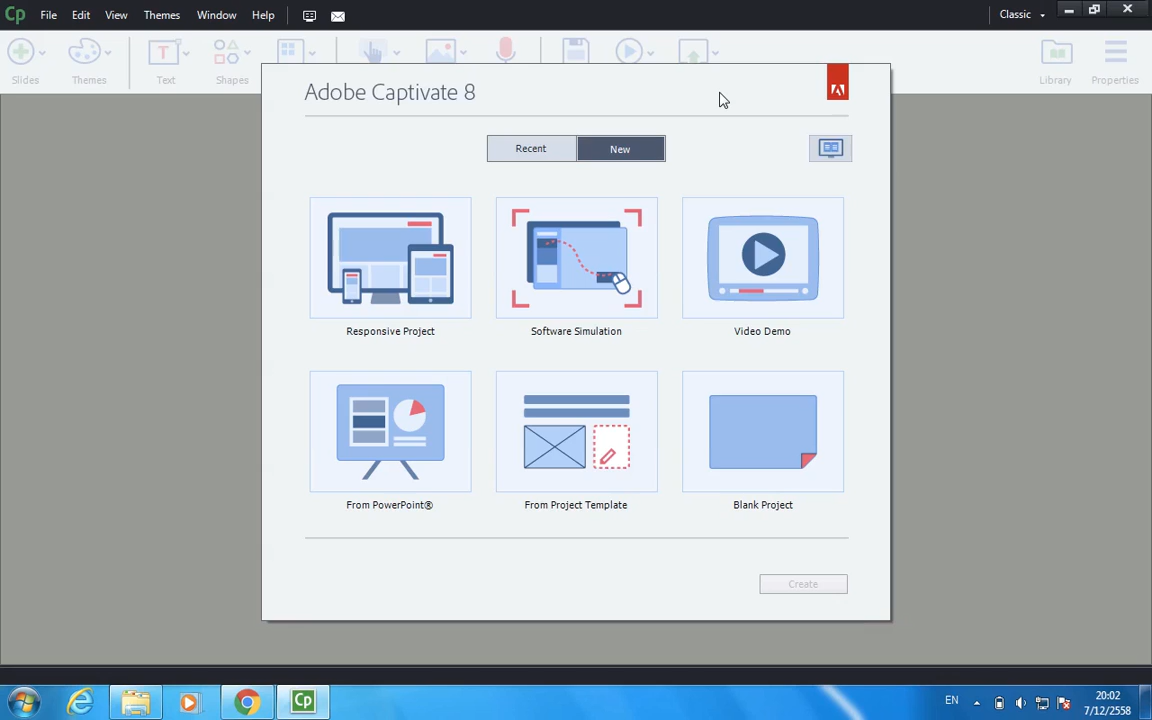 Cp File Edit View Themes Window Help Classic
Slides Themes Text Shapes Library Properties
Adobe Captivate 8
Recent New
Responsive Project Software Simulation Video Demo
From PowerPoint® From Project Template Blank Project
Create
Cp EN 20:02
7/12/2558